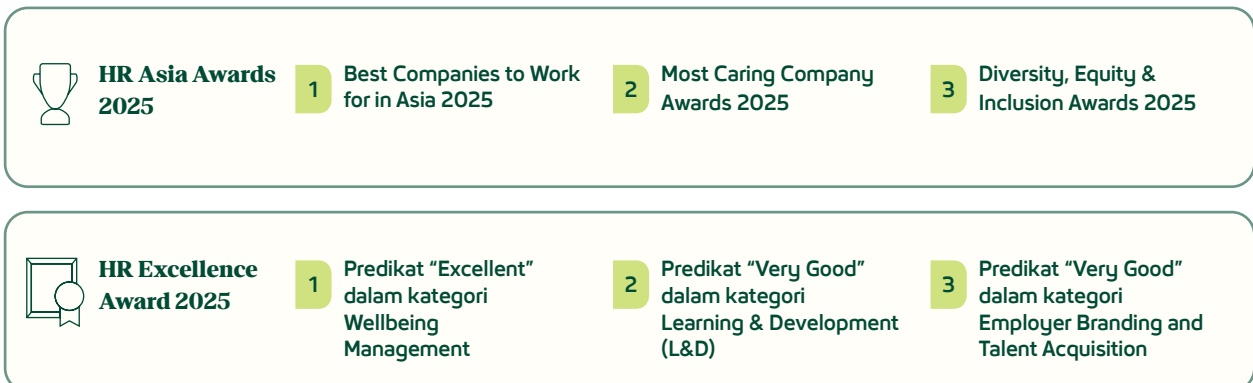 HR Asia Awards
2025
1
Best Companies to Work
for in Asia 2025
2
Most Caring Company
Awards 2025
3
Diversity, Equity &
Inclusion Awards 2025
HR Excellence
Award 2025
1
Predikat “Excellent”
dalam kategori
Wellbeing
Management
2
Predikat “Very Good”
dalam kategori
Learning & Development
(L&D)
3
Predikat “Very Good”
dalam kategori
Employer Branding and
Talent Acquisition